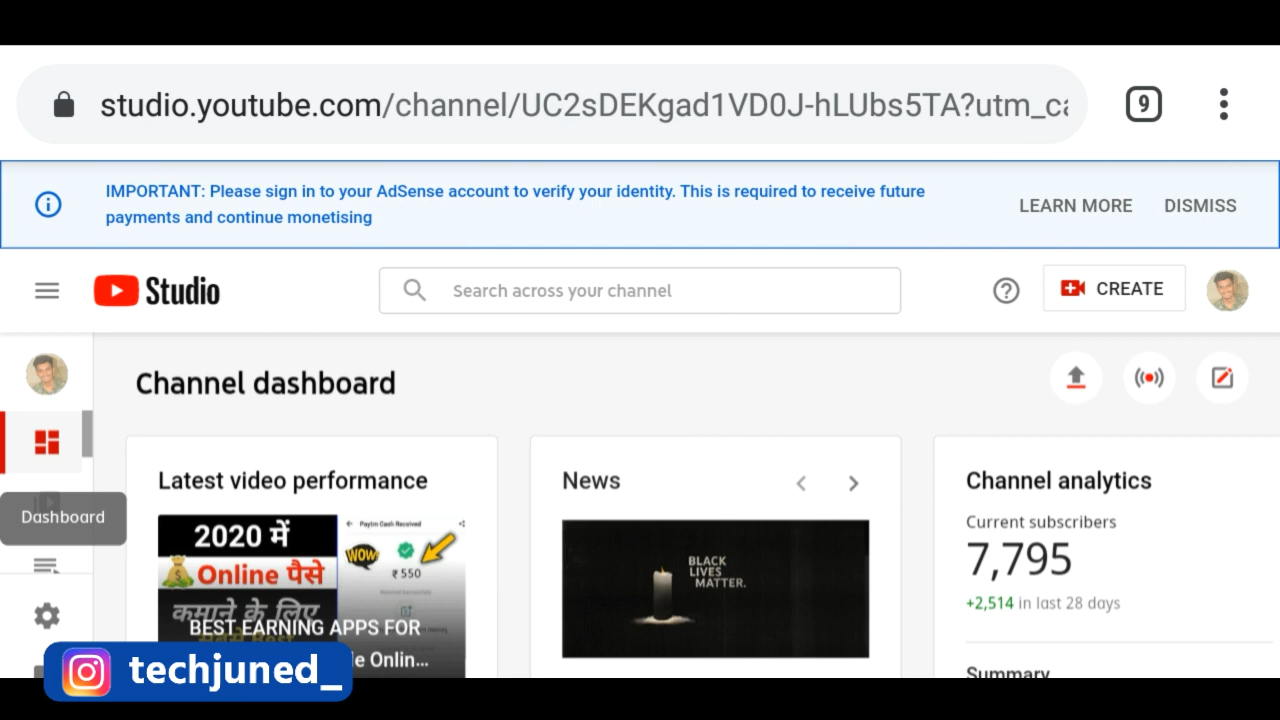 studio.youtube.com/channel/UC2sDEKgad1VD0J-hLUbs5TA?utm_ca
9
IMPORTANT: Please sign in to your AdSense account to verify your identity. This is required to receive future
payments and continue monetising
LEARN MORE
DISMISS
Studio
Search across your channel
CREATE
Channel dashboard
Dashboard
Latest video performance
2020 में
Online पैसे
कमाने के लिए
Paytm Cash Received
WOW
₹ 550
BEST EARNING APPS FOR
le Onlin...
News
BLACK
LIVES
MATTER.
Channel analytics
Current subscribers
7,795
+2,514 in last 28 days
Summary
techjuned_